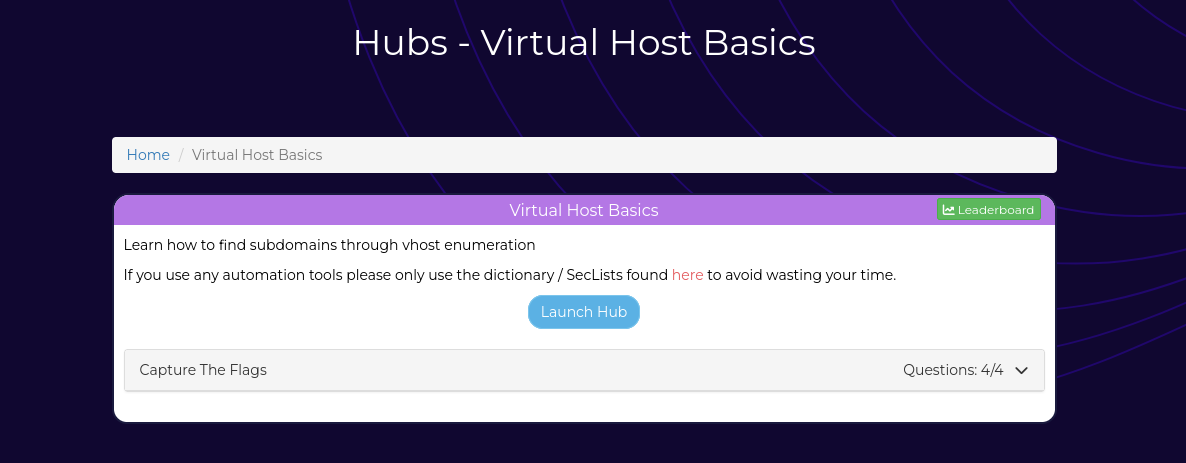 Hubs - Virtual Host Basics
Home / Virtual Host Basics
Virtual Host Basics
Leaderboard
Learn how to find subdomains through vhost enumeration
If you use any automation tools please only use the dictionary / SecLists found here to avoid wasting your time.
Launch Hub
Capture The Flags
Questions: 4/4